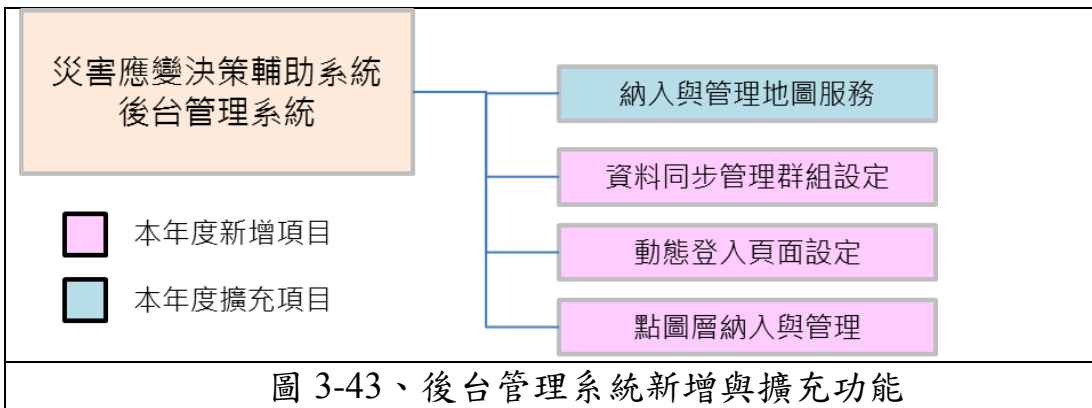 災害應變決策輔助系統
後台管理系統
納入與管理地圖服務
資料同步管理群組設定
動態登入頁面設定
點圖層納入與管理
本年度新增項目
本年度擴充項目
圖 3-43、後台管理系統新增與擴充功能